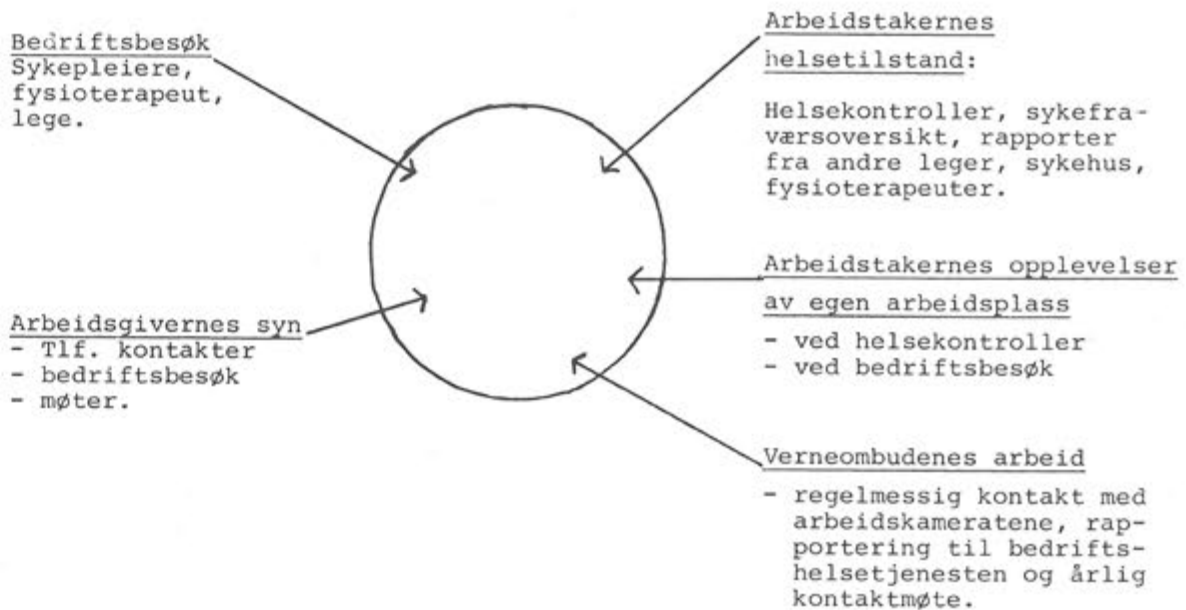 Bedriftsbesøk
Sykepleiere,
fysioterapeut,
lege.
Arbeidsgivernes syn
- Tlf. kontakter
- bedriftsbesøk
- møter.
Arbeidstakernes
helsetilstand:
Helsekontroller, sykefra-
værsoversikt, rapporter
fra andre leger, sykehus,
fysioterapeuter.
Arbeidstakernes opplevelser
av egen arbeidsplass
- ved helsekontroller
- ved bedriftsbesøk
Verneombudenes arbeid
- regelmessig kontakt med
arbeidskameratene, rap-
portering til bedrifts-
helsetjenesten og årlig
kontaktmøte.